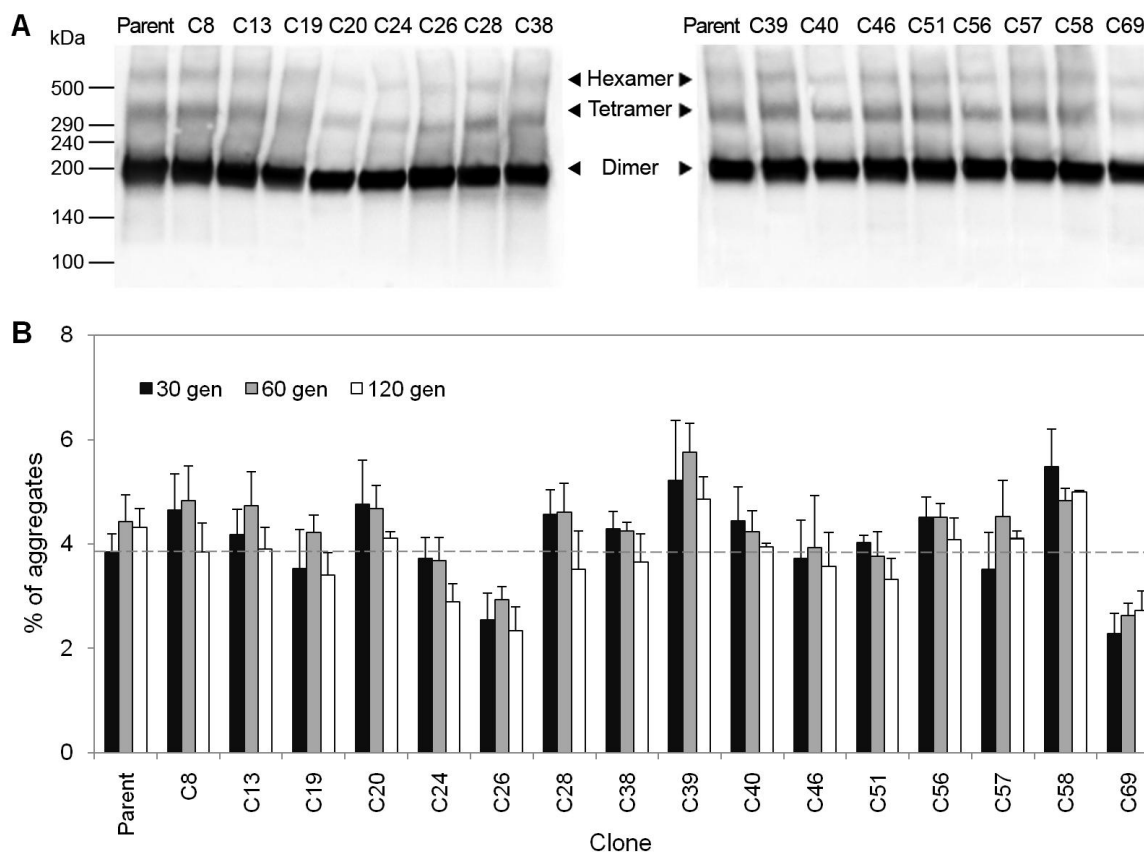 A
kDa
Parent C8 C13 C19 C20 C24 C26 C28 C38
Parent C39 C40 C46 C51 C56 C57 C58 C69
500
290
240
200
140
100
Hexamer
Tetramer
Dimer
B
30 gen 60 gen 120 gen
% of aggregates
8
6
4
2
0
Parent C8 C13 C19 C20 C24 C26 C28 C38 C39 C40 C46 C51 C56 C57 C58 C69
Clone